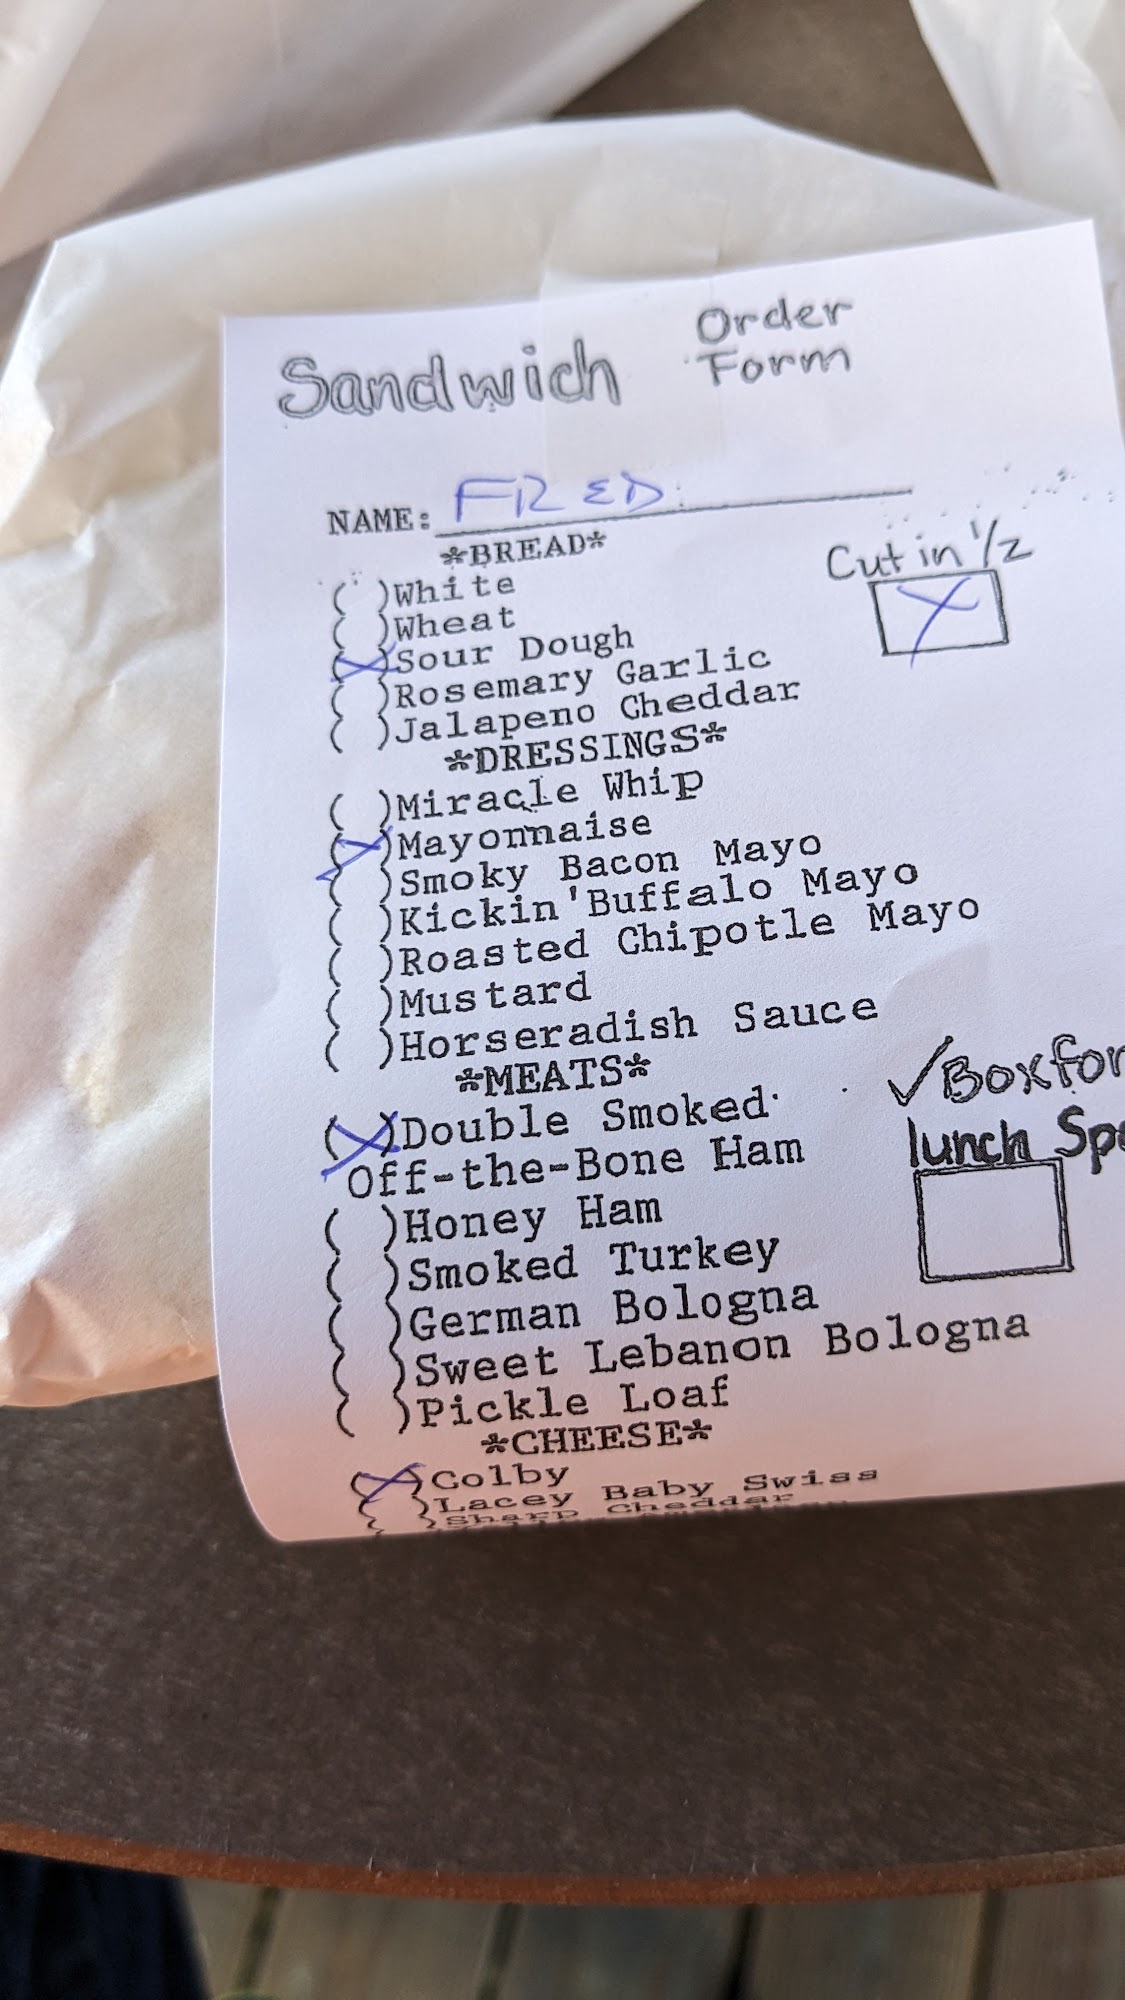 Sandwich Order Form
NAME: FRED
*BREAD*
Cut in 1/2
X
( )White
( )Wheat
(X)Sour Dough
( )Rosemary Garlic
( )Jalapeno Cheddar
*DRESSINGS*
( )Miracle Whip
(X)Mayonnaise
( )Smoky Bacon Mayo
( )Kickin'Buffalo Mayo
( )Roasted Chipotle Mayo
( )Mustard
( )Horseradish Sauce
*MEATS*
✓Box for
lunch Spe
(X)Double Smoked
Off-the-Bone Ham
( )Honey Ham
( )Smoked Turkey
( )German Bologna
( )Sweet Lebanon Bologna
( )Pickle Loaf
*CHEESE*
(X)Colby
( )Lacey Baby Swiss
( )Sharp Cheddar